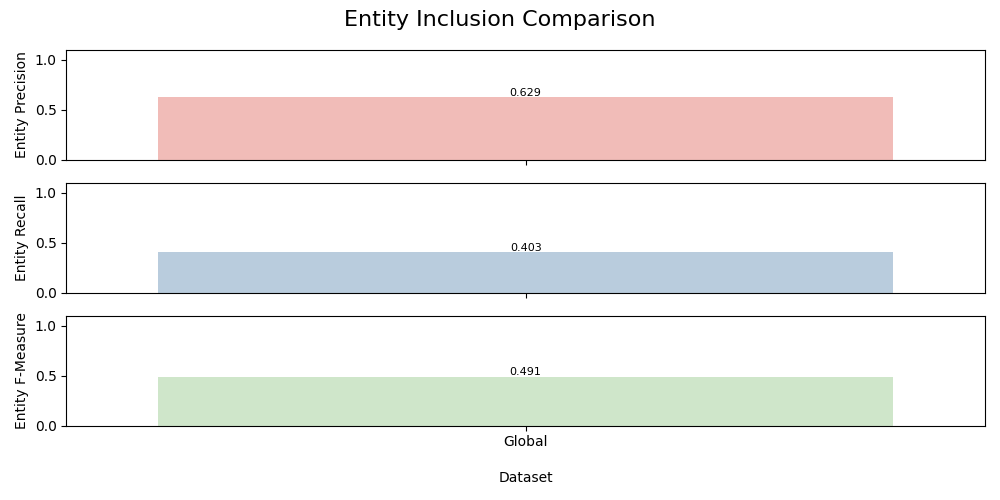 Entity Inclusion Comparison
Entity Precision
1.0
0.5
0.0
0.629
Entity Recall
1.0
0.5
0.0
0.403
Entity F-Measure
1.0
0.5
0.0
0.491
Global
Dataset